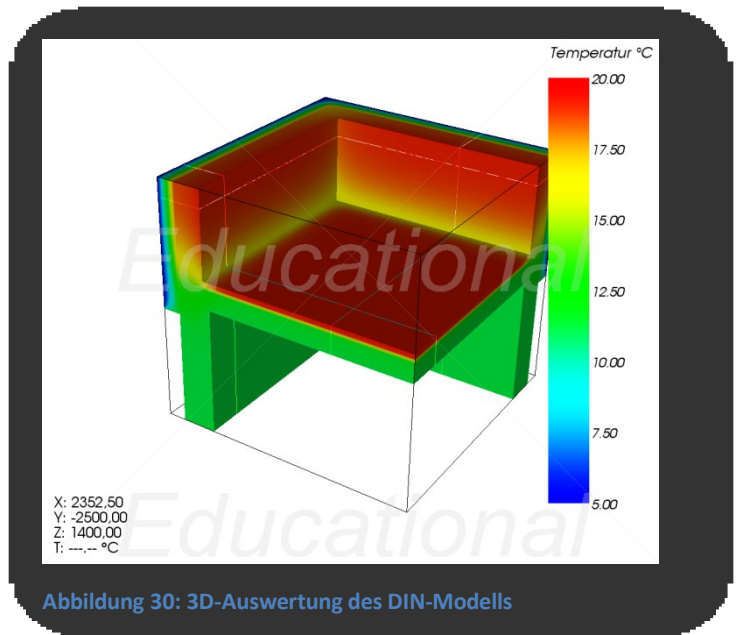 Temperatur °C
20.00
17.50
15.00
12.50
10.00
7.50
5.00
Educational
X: 2352,50
Y: -2500,00
Z: 1400,00
T: ---,-- °C
Educational
Abbildung 30: 3D-Auswertung des DIN-Modells